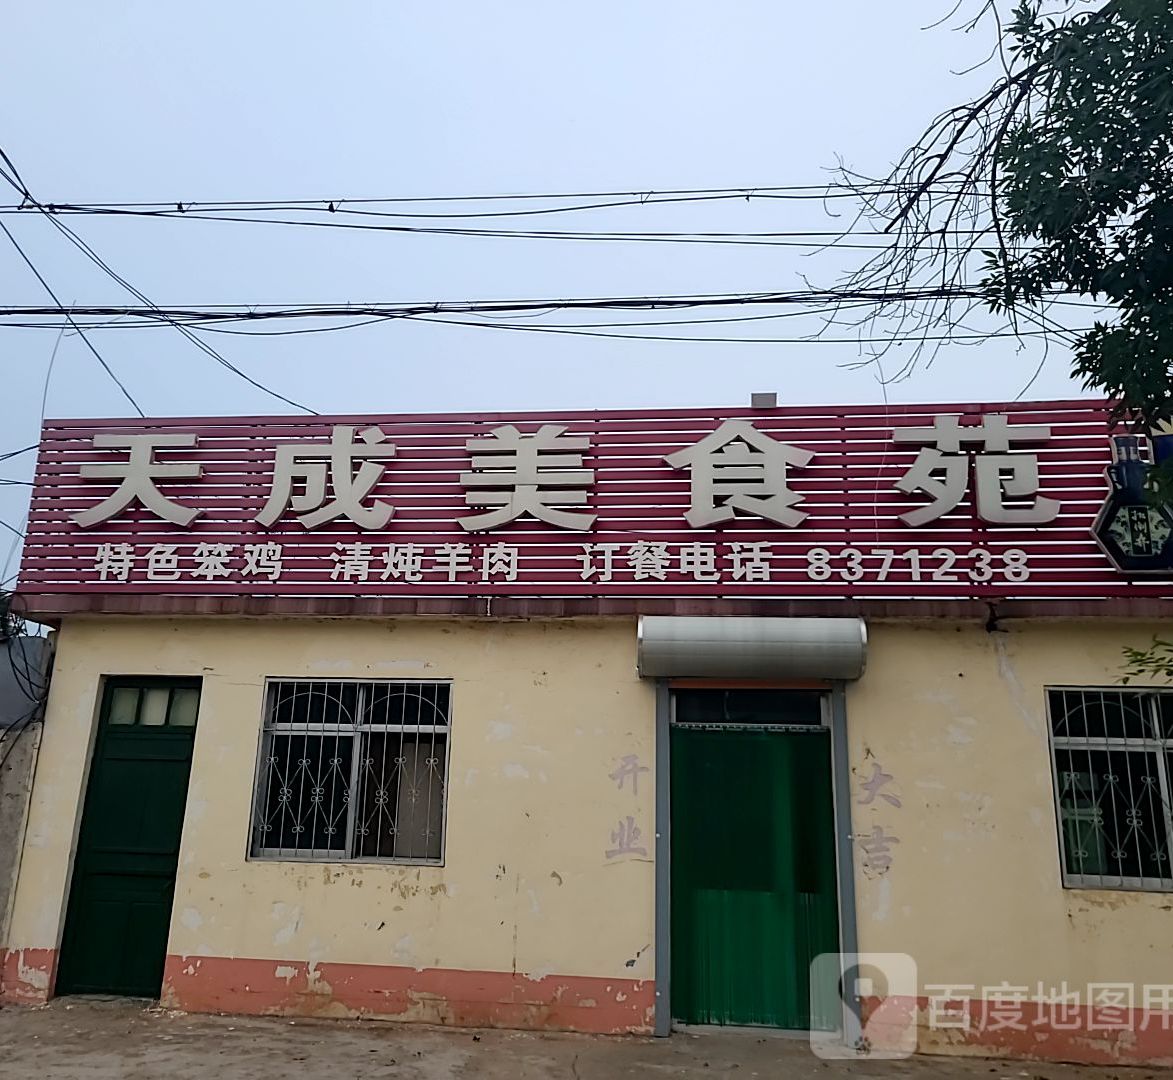 天成美食苑
特色笨鸡 清炖羊肉 订餐电话 8371238
开业
大吉
百度地图用